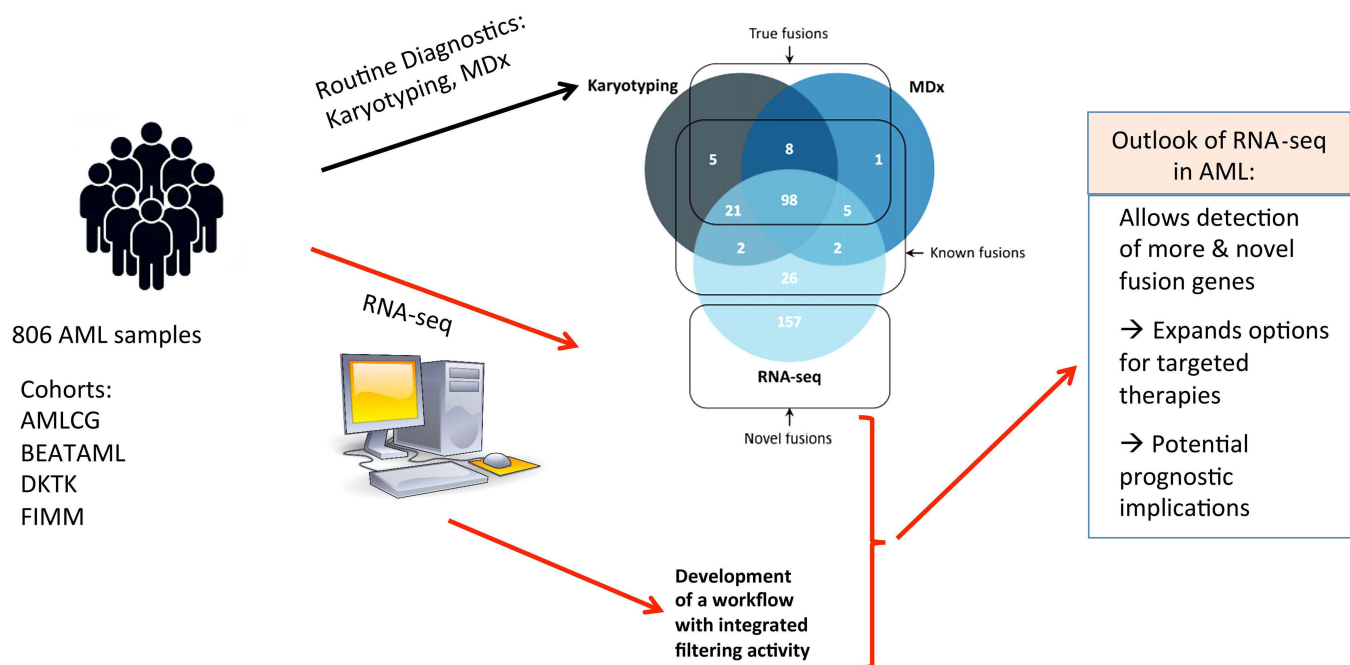 Routine Diagnostics:
Karyotyping, MDx
806 AML samples
Cohorts:
AMLCG
BEATAML
DKTK
FIMM
RNA-seq
True fusions
Karyotyping
MDx
5
8
1
21
98
5
2
2
26
Known fusions
157
RNA-seq
Novel fusions
Development
of a workflow
with integrated
filtering activity
Outlook of RNA-seq
in AML:
Allows detection
of more & novel
fusion genes
→ Expands options
for targeted
therapies
→ Potential
prognostic
implications